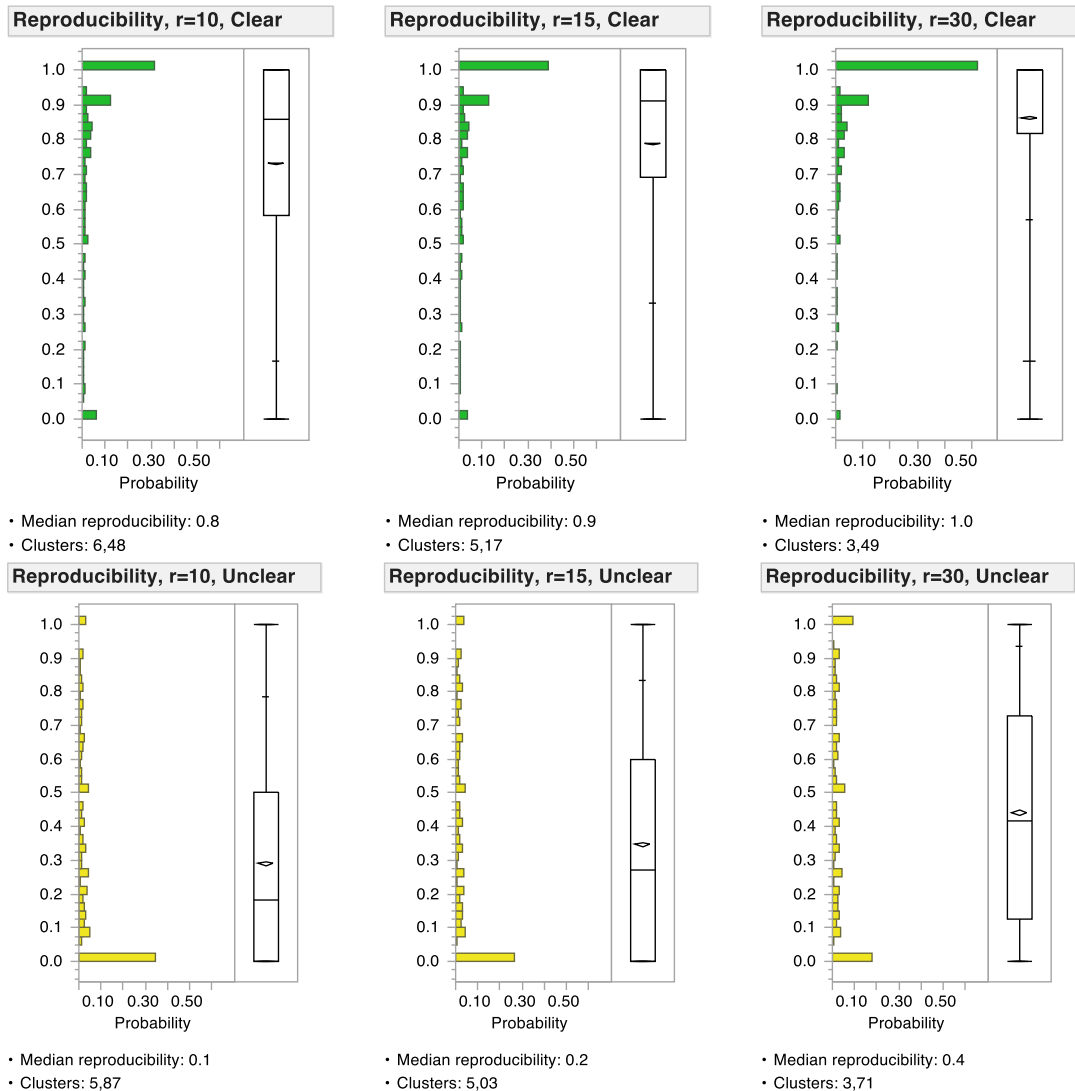 Reproducibility, r=10, Clear
1.0
0.9
0.8
0.7
0.6
0.5
0.4
0.3
0.2
0.1
0.0
0.10 0.30 0.50
Probability
• Median reproducibility: 0.8
• Clusters: 6,48
Reproducibility, r=15, Clear
1.0
0.9
0.8
0.7
0.6
0.5
0.4
0.3
0.2
0.1
0.0
0.10 0.30 0.50
Probability
• Median reproducibility: 0.9
• Clusters: 5,17
Reproducibility, r=30, Clear
1.0
0.9
0.8
0.7
0.6
0.5
0.4
0.3
0.2
0.1
0.0
0.10 0.30 0.50
Probability
• Median reproducibility: 1.0
• Clusters: 3,49
Reproducibility, r=10, Unclear
1.0
0.9
0.8
0.7
0.6
0.5
0.4
0.3
0.2
0.1
0.0
0.10 0.30 0.50
Probability
• Median reproducibility: 0.1
• Clusters: 5,87
Reproducibility, r=15, Unclear
1.0
0.9
0.8
0.7
0.6
0.5
0.4
0.3
0.2
0.1
0.0
0.10 0.30 0.50
Probability
• Median reproducibility: 0.2
• Clusters: 5,03
Reproducibility, r=30, Unclear
1.0
0.9
0.8
0.7
0.6
0.5
0.4
0.3
0.2
0.1
0.0
0.10 0.30 0.50
Probability
• Median reproducibility: 0.4
• Clusters: 3,71